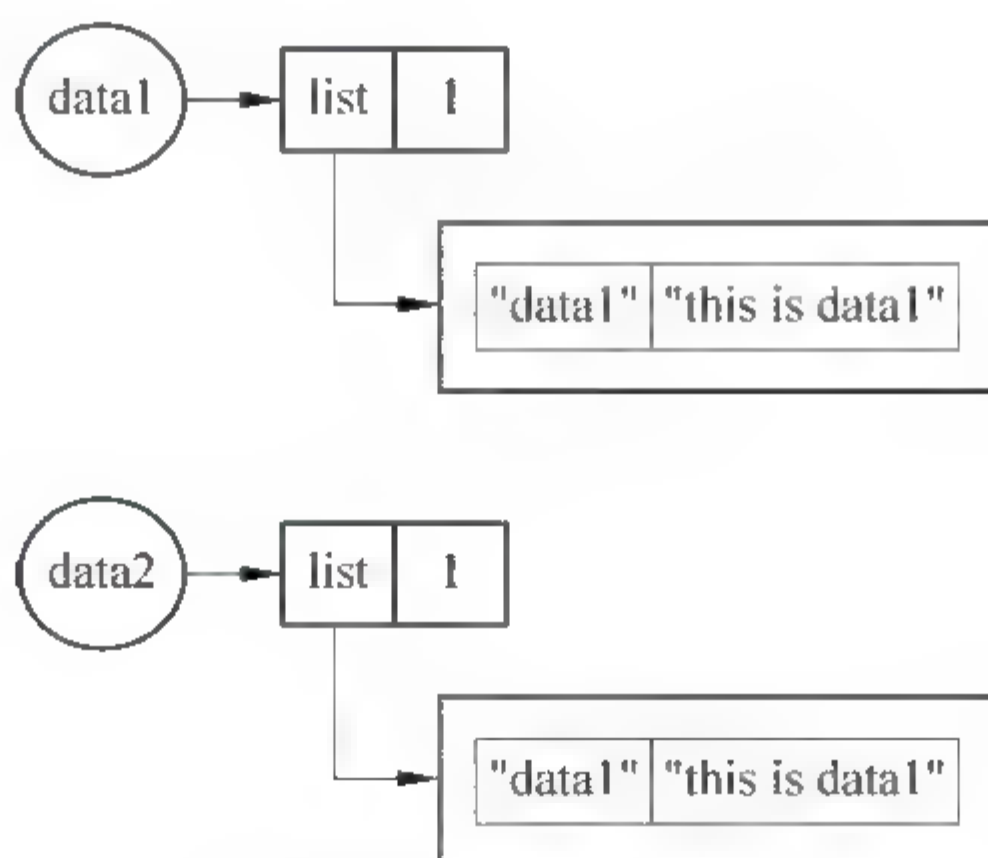 data1 list 1
"data1" "this is data1"
data2 list 1
"data1" "this is data1"